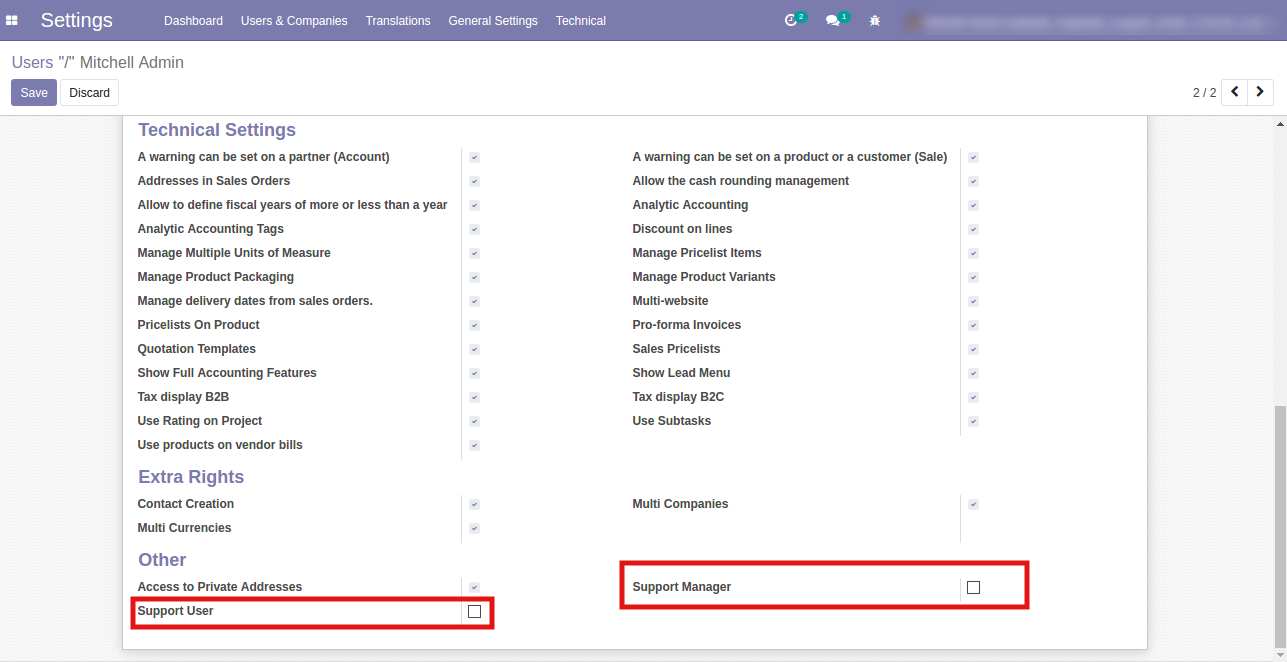 Settings Dashboard Users & Companies Translations General Settings Technical 2 1
Users "/" Mitchell Admin
Save Discard 2 / 2
Technical Settings
A warning can be set on a partner (Account) A warning can be set on a product or a customer (Sale)
Addresses in Sales Orders Allow the cash rounding management
Allow to define fiscal years of more or less than a year Analytic Accounting
Analytic Accounting Tags Discount on lines
Manage Multiple Units of Measure Manage Pricelist Items
Manage Product Packaging Manage Product Variants
Manage delivery dates from sales orders. Multi-website
Pricelists On Product Pro-forma Invoices
Quotation Templates Sales Pricelists
Show Full Accounting Features Show Lead Menu
Tax display B2B Tax display B2C
Use Rating on Project Use Subtasks
Use products on vendor bills
Extra Rights
Contact Creation Multi Companies
Multi Currencies
Other
Access to Private Addresses Support Manager
Support User